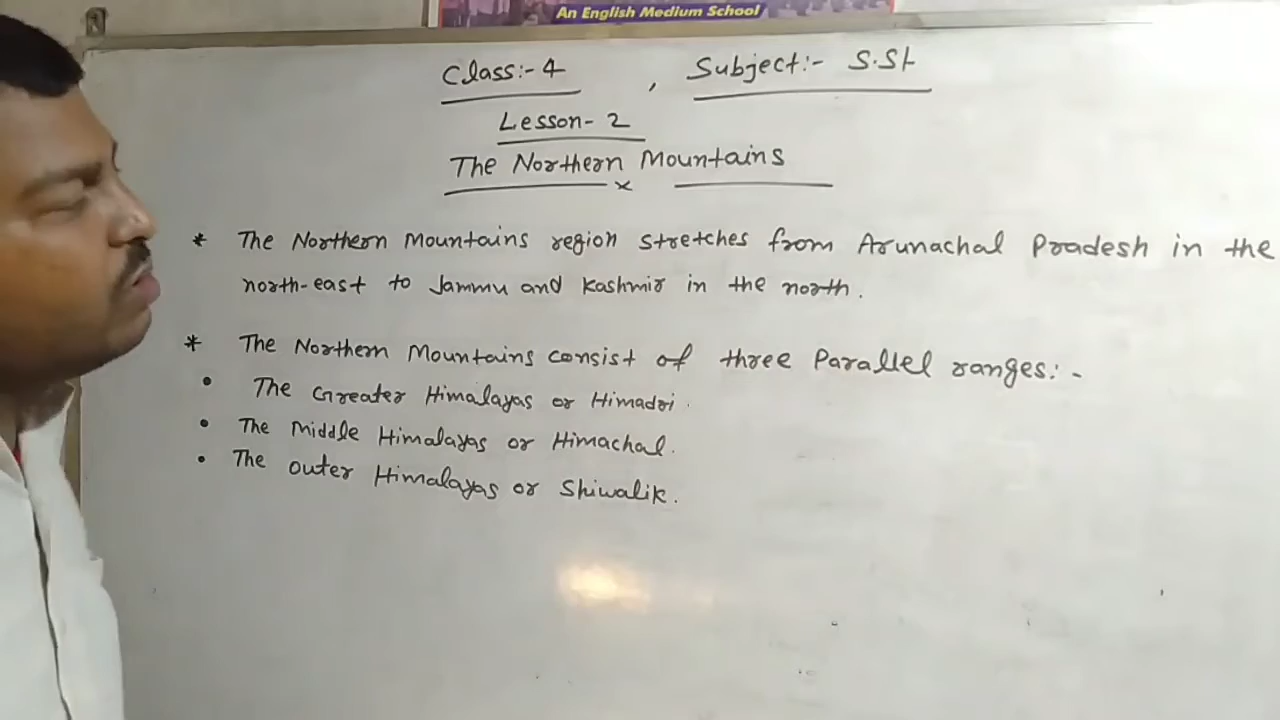 An English Medium School
Class:- 4 , Subject:- S.St
Lesson- 2
The Northern Mountains
x
* The Northern Mountains region stretches from Arunachal Pradesh in the
north-east to Jammu and Kashmir in the north.
* The Northern Mountains consist of three Parallel ranges:-
• The Greater Himalayas or Himadri.
• The Middle Himalayas or Himachal.
• The outer Himalayas or Shiwalik.